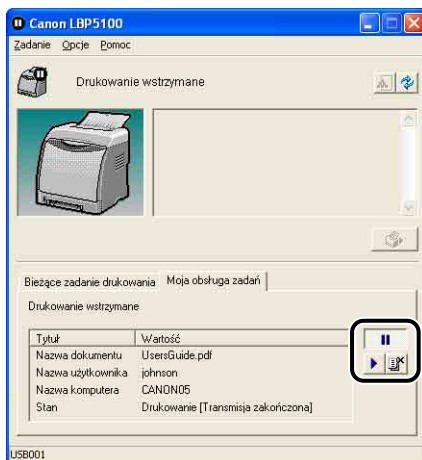 Canon LBP5100
Zadanie Opcje Pomoc
Drukowanie wstrzymane
Bieżące zadanie drukowania Moja obsługa zadań
Drukowanie wstrzymane
Tytuł Wartość
Nazwa dokumentu UsersGuide.pdf
Nazwa użytkownika johnson
Nazwa komputera CANON05
Stan Drukowanie [Transmisja zakończona]
USB001